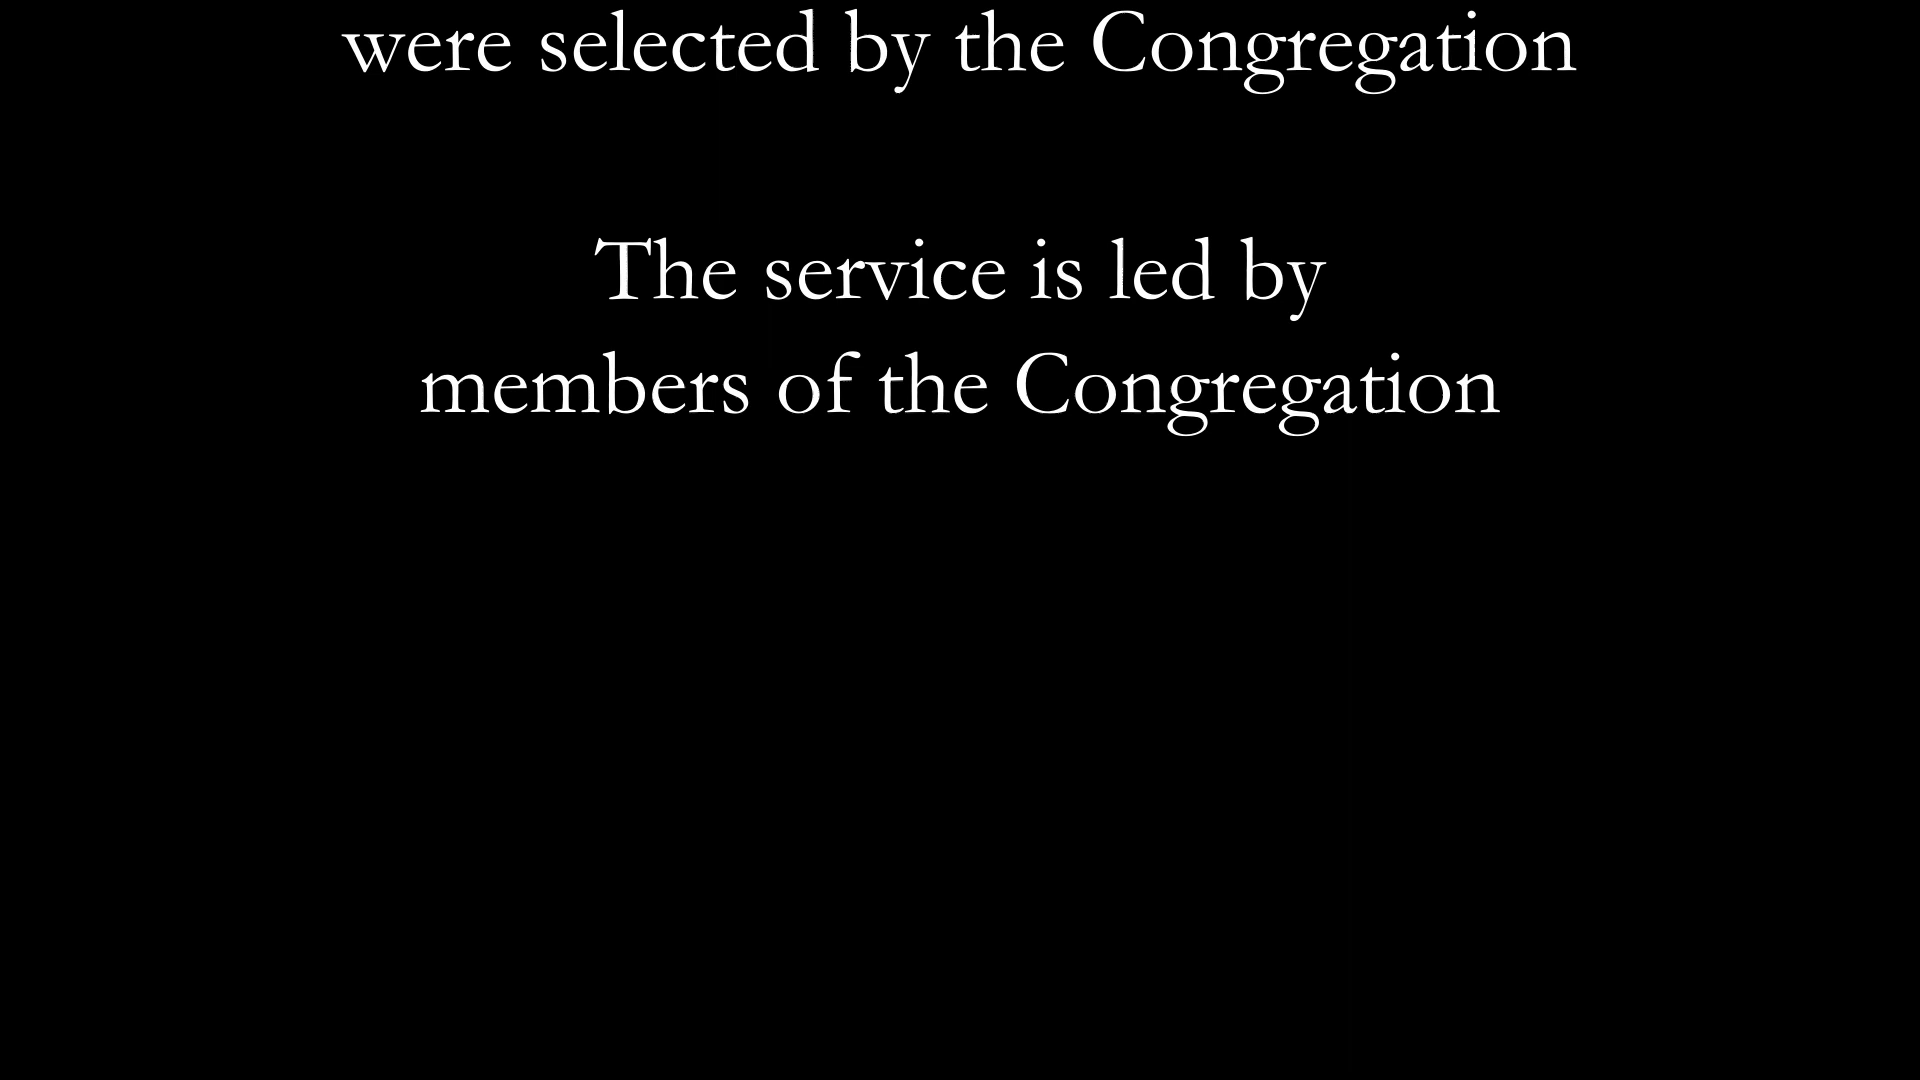 were selected by the Congregation
The service is led by
members of the Congregation